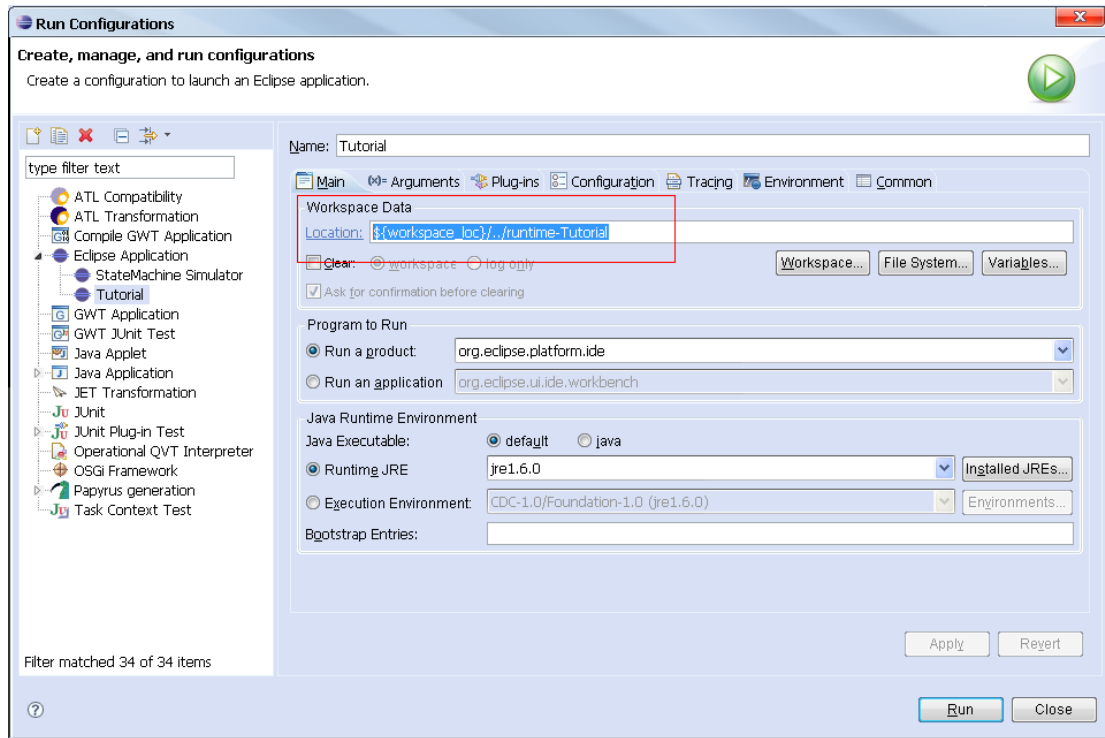 Run Configurations
x
Create, manage, and run configurations
Create a configuration to launch an Eclipse application.
type filter text
ATL Compatibility
ATL Transformation
Compile GWT Application
Eclipse Application
StateMachine Simulator
Tutorial
GWT Application
GWT JUnit Test
Java Applet
Java Application
JET Transformation
JUnit
JUnit Plug-in Test
Operational QVT Interpreter
OSGi Framework
Papyrus generation
Task Context Test
Filter matched 34 of 34 items
Name: Tutorial
Main (x)= Arguments Plug-ins Configuration Tracing Environment Common
Workspace Data
Location: ${workspace_loc}/../runtime-Tutorial
Clear: workspace log only Workspace... File System... Variables...
Ask for confirmation before clearing
Program to Run
Run a product: org.eclipse.platform.ide
Run an application org.eclipse.ui.ide.workbench
Java Runtime Environment
Java Executable: default java
Runtime JRE jre1.6.0 Installed JREs...
Execution Environment: CDC-1.0/Foundation-1.0 (jre1.6.0) Environments...
Bootstrap Entries:
Apply Revert
? Run Close